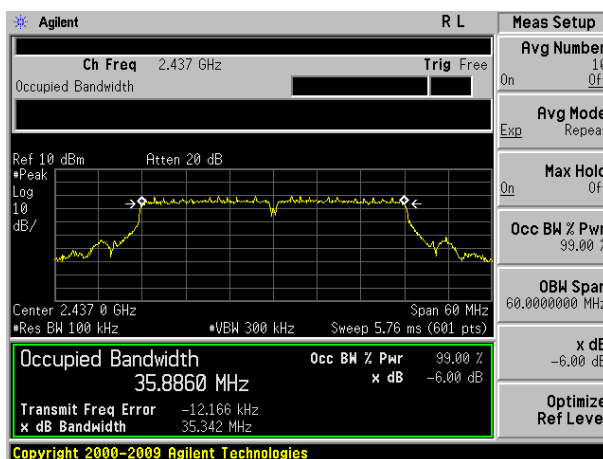 Agilent R L Meas Setup
Ch Freq 2.437 GHz Trig Free
Occupied Bandwidth
Avg Number
10
On Off
Avg Mode
Exp Repeat
Max Hold
On Off
Occ BW % Pwr
99.00 %
OBW Span
60.0000000 MHz
x dB
-6.00 dB
Optimize
Ref Level
Ref 10 dBm Atten 20 dB
#Peak
Log
10
dB/
Center 2.437 0 GHz Span 60 MHz
#Res BW 100 kHz #VBW 300 kHz Sweep 5.76 ms (601 pts)
Occupied Bandwidth Occ BW % Pwr 99.00 %
35.8860 MHz x dB -6.00 dB
Transmit Freq Error -12.166 kHz
x dB Bandwidth 35.342 MHz
Copyright 2000-2009 Agilent Technologies